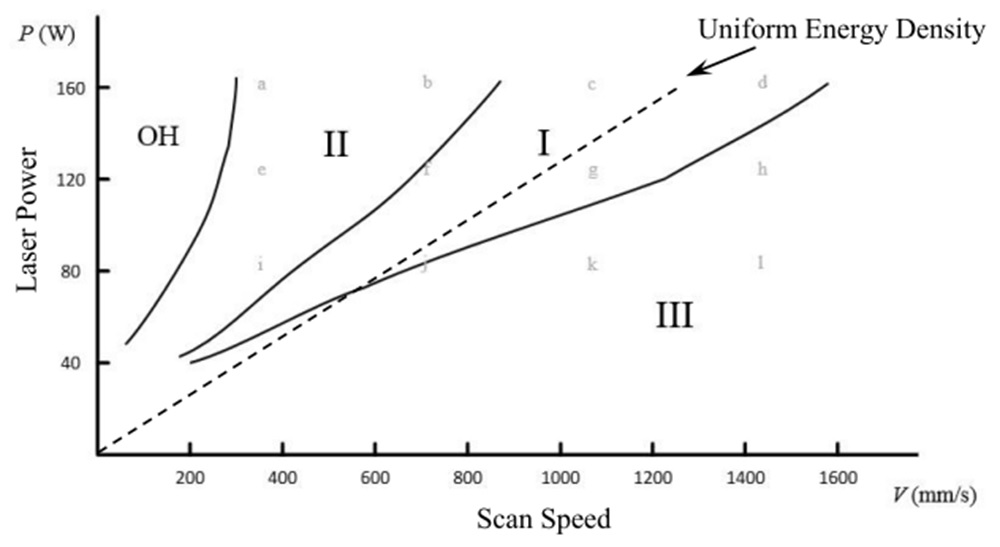 Uniform Energy Density
P (W)
160
a
b
c
d
OH
II
I
120
e
f
g
h
Laser Power
80
i
j
k
l
III
40
200
400
600
800
1000
1200
1400
1600
V (mm/s)
Scan Speed